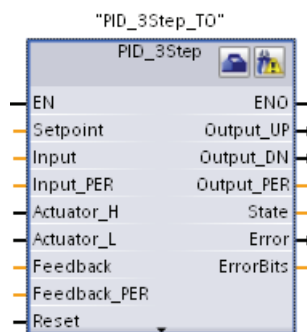 "PID_3Step_TO"
PID_3Step
EN ENO
Setpoint Output_UP
Input Output_DN
Input_PER Output_PER
Actuator_H State
Actuator_L Error
Feedback ErrorBits
Feedback_PER
Reset